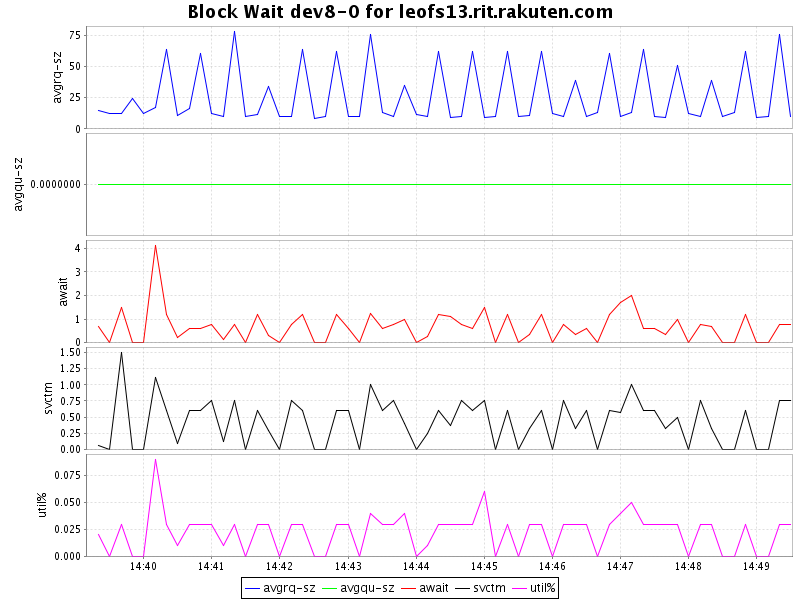 Block Wait dev8-0 for leofs13.rit.rakuten.com
avgrq-sz
75
50
25
0
avgqu-sz
0.0000000
await
4
3
2
1
0
svctm
1.50
1.25
1.00
0.75
0.50
0.25
0.00
util%
0.075
0.050
0.025
0.000
14:40 14:41 14:42 14:43 14:44 14:45 14:46 14:47 14:48 14:49
avgrq-sz avgqu-sz await svctm util%